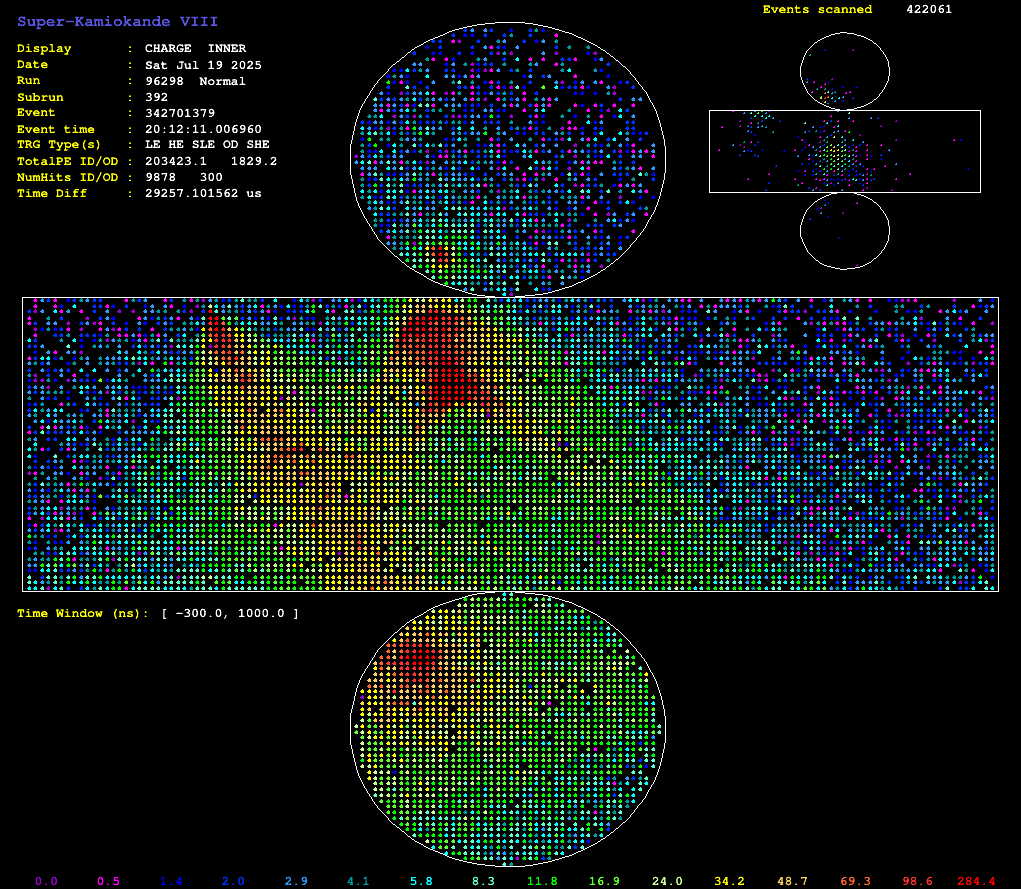 Super-Kamiokande VIII
Display : CHARGE INNER
Date : Sat Jul 19 2025
Run : 96298 Normal
Subrun : 392
Event : 342701379
Event time : 20:12:11.006960
TRG Type(s) : LE HE SLE OD SHE
TotalPE ID/OD : 203423.1 1829.2
NumHits ID/OD : 9878 300
Time Diff : 29257.101562 us
Events scanned 422061
Time Window (ns): [ -300.0, 1000.0 ]
0.0 0.5 1.4 2.0 2.9 4.1 5.8 8.3 11.8 16.9 24.0 34.2 48.7 69.3 98.6 284.4